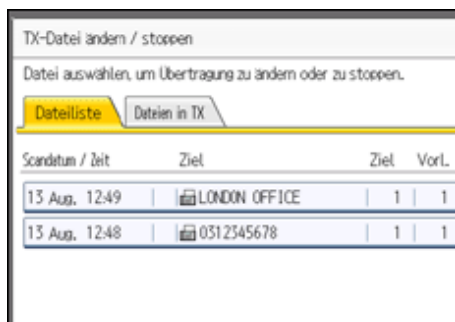 TX-Datei ändern / stoppen
Datei auswählen, um Übertragung zu ändern oder zu stoppen.
Dateiliste Dateien in TX
Scandatum / Zeit Ziel Ziel Vorl.
13 Aug. 12:49 LONDON OFFICE 1 1
13 Aug. 12:48 0312345678 1 1